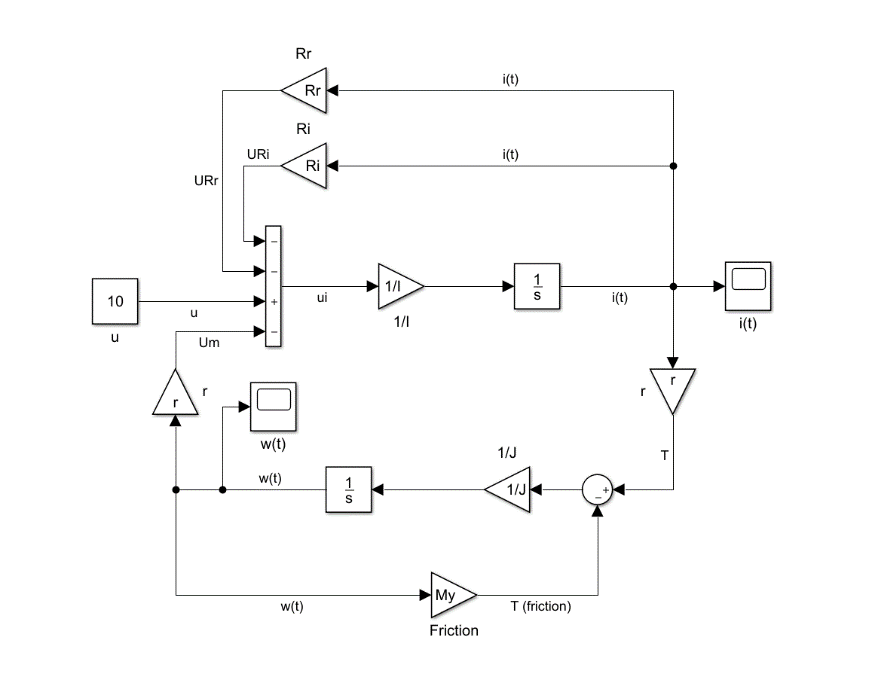 Rr
Rr
i(t)
Ri
URi
Ri
i(t)
URr
−
−
10
u
+
ui
1/I
1
s
i(t)
u
Um
−
1/I
i(t)
r
r
r
r
w(t)
T
1/J
w(t)
1
s
1/J
−
+
My
w(t)
T (friction)
Friction